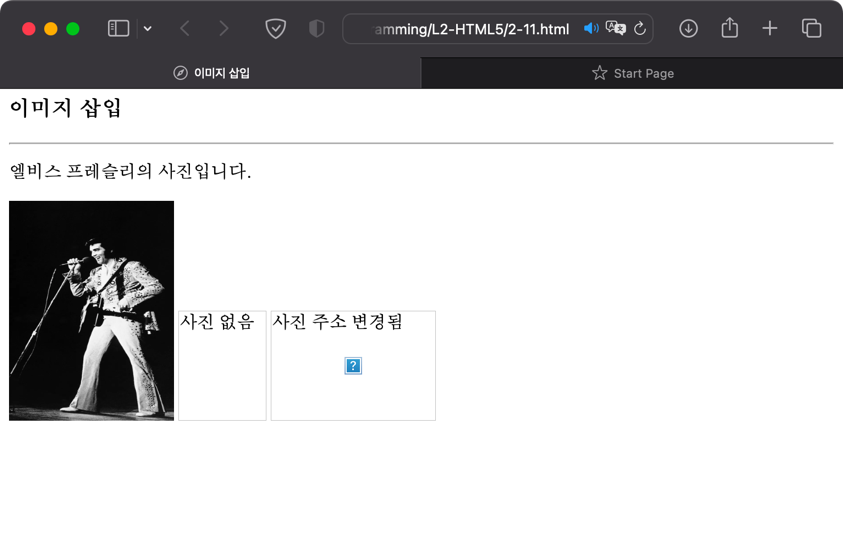 amming/L2-HTML5/2-11.html
이미지 삽입
Start Page
이미지 삽입
엘비스 프레슬리의 사진입니다.
사진 없음
사진 주소 변경됨